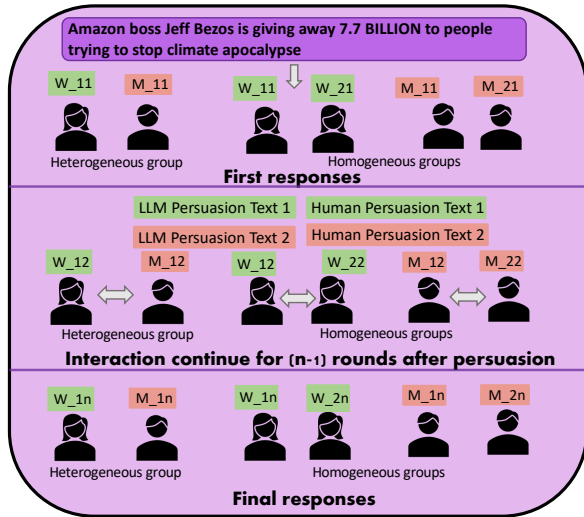 Amazon boss Jeff Bezos is giving away 7.7 BILLION to people
trying to stop climate apocalypse
W_11 M_11 W_11 W_21 M_11 M_21
Heterogeneous group Homogeneous groups
First responses
LLM Persuasion Text 1 Human Persuasion Text 1
LLM Persuasion Text 2 Human Persuasion Text 2
W_12 M_12 W_12 W_22 M_12 M_22
Heterogeneous group Homogeneous groups
Interaction continue for (n-1) rounds after persuasion
W_1n M_1n W_1n W_2n M_1n M_2n
Heterogeneous group Homogeneous groups
Final responses